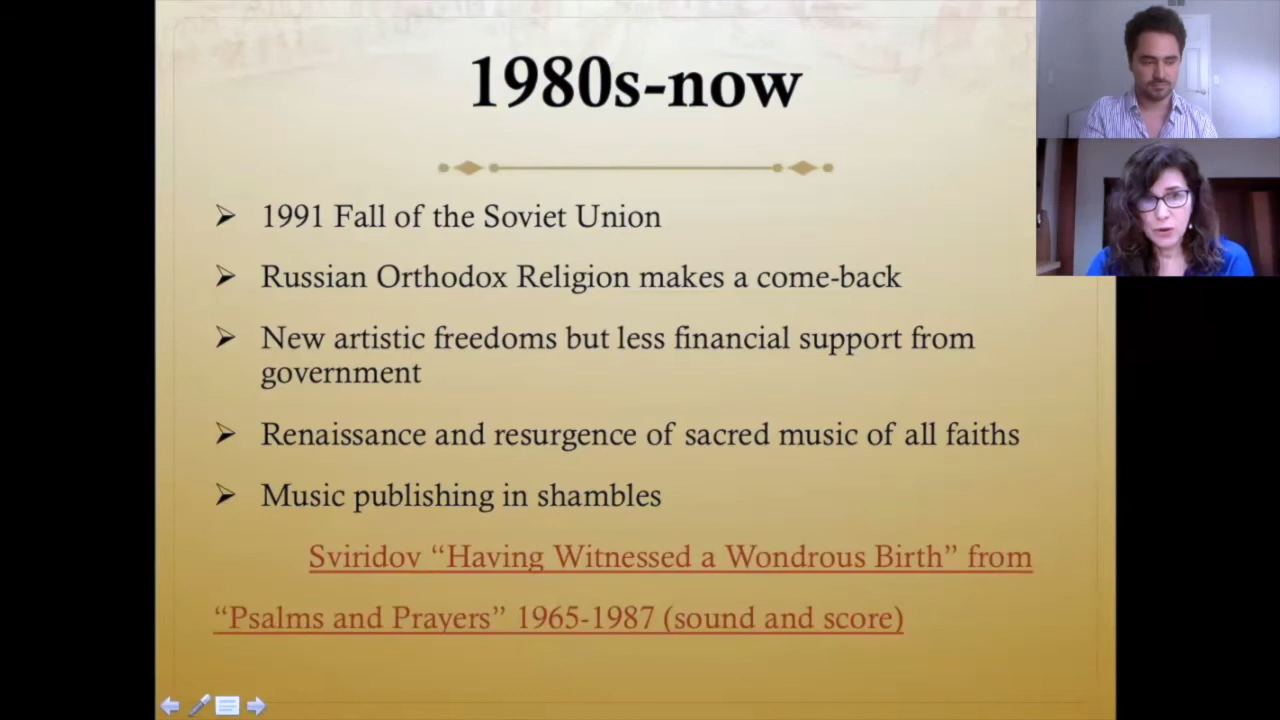 1980s-now
1991 Fall of the Soviet Union
Russian Orthodox Religion makes a come-back
New artistic freedoms but less financial support from
government
Renaissance and resurgence of sacred music of all faiths
Music publishing in shambles
Sviridov “Having Witnessed a Wondrous Birth” from
“Psalms and Prayers” 1965-1987 (sound and score)